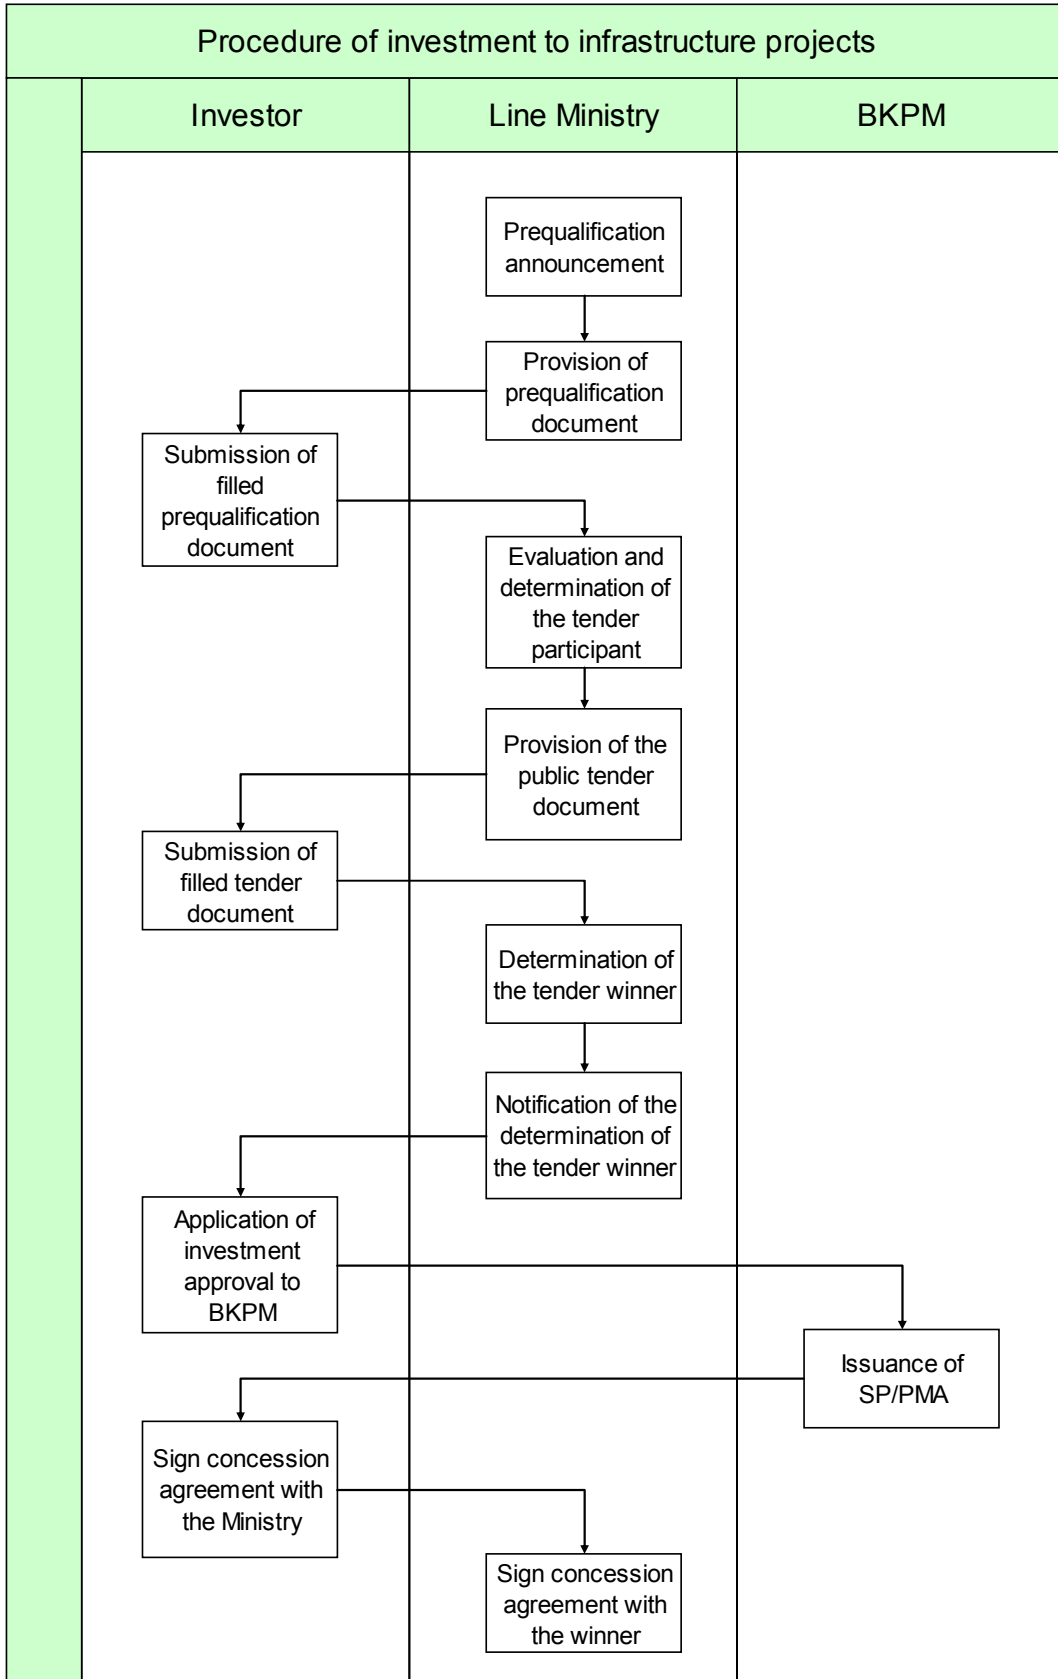 Procedure of investment to infrastructure projects
Investor
Line Ministry
BKPM
Prequalification
announcement
Provision of
prequalification
document
Submission of
filled
prequalification
document
Evaluation and
determination of
the tender
participant
Provision of the
public tender
document
Submission of
filled tender
document
Determination of
the tender winner
Notification of the
determination of
the tender winner
Application of
investment
approval to
BKPM
Issuance of
SP/PMA
Sign concession
agreement with
the Ministry
Sign concession
agreement with
the winner